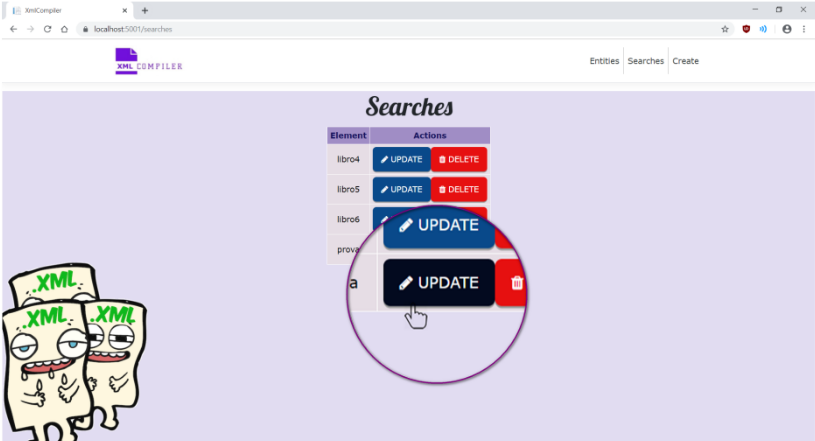 XmlCompiler
localhost:5001/searches
XML COMPILER
Entities Searches Create
Searches
Element Actions
libro4 UPDATE DELETE
libro5 UPDATE DELETE
libro6
prova
UPDATE
a UPDATE
.XML
.XML .XML